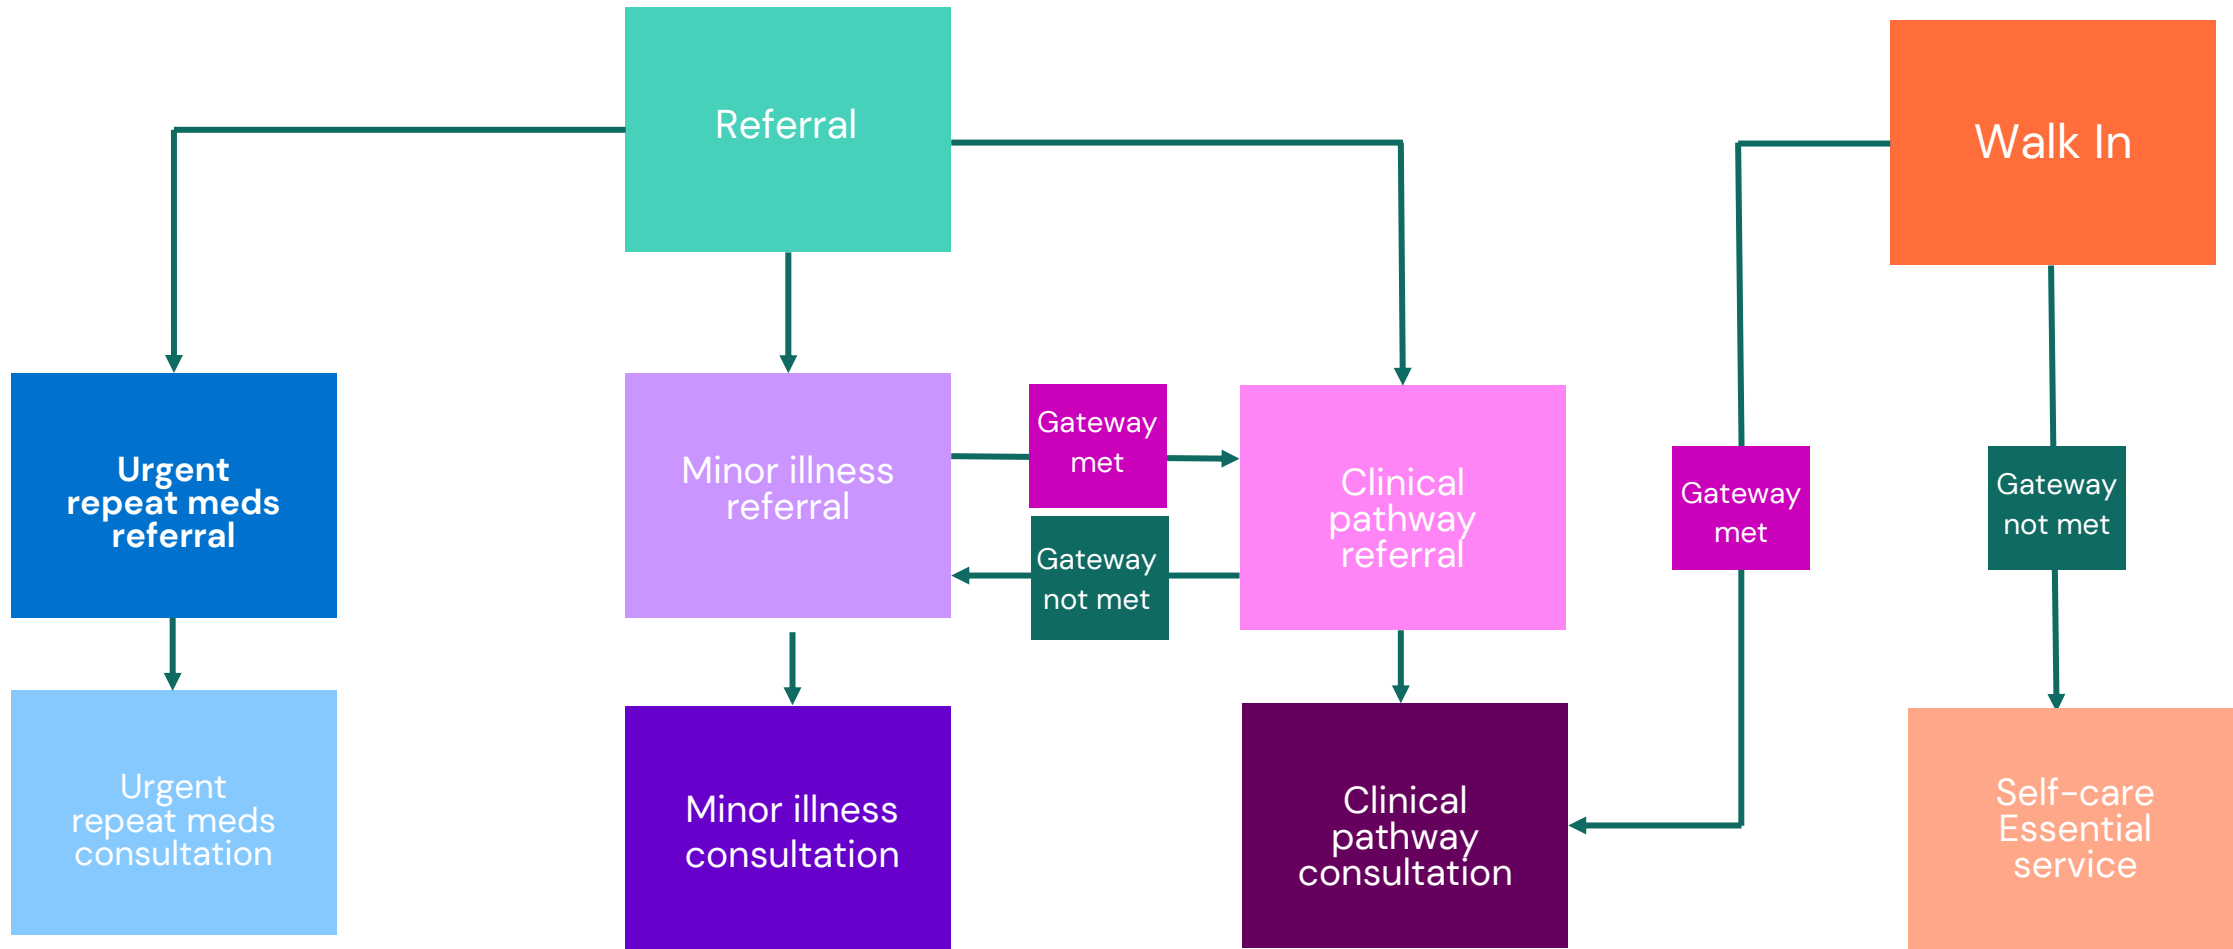 Referral
Walk In
Urgent
repeat meds
referral
Minor illness
referral
Gateway
met
Gateway
not met
Clinical
pathway
referral
Gateway
met
Gateway
not met
Urgent
repeat meds
consultation
Minor illness
consultation
Clinical
pathway
consultation
Self-care
Essential
service